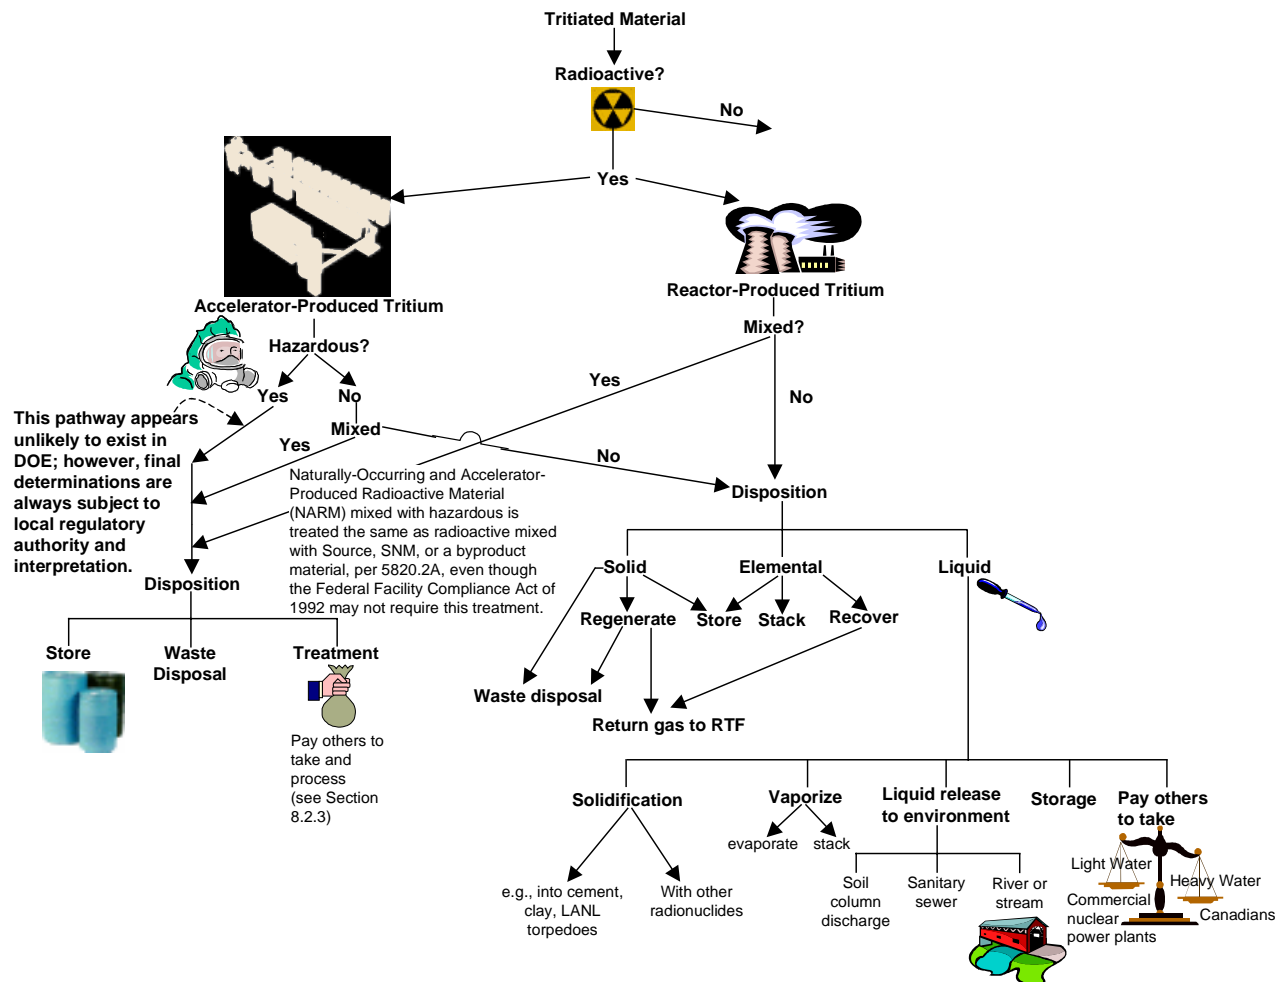 Tritiated Material
Radioactive?
No
Yes
Accelerator-Produced Tritium
Reactor-Produced Tritium
Hazardous?
Mixed?
Yes
No
Yes
No
This pathway appears
unlikely to exist in
DOE; however, final
determinations are
always subject to
local regulatory
authority and
interpretation.
Mixed
Yes
No
Naturally-Occurring and Accelerator-
Produced Radioactive Material
(NARM) mixed with hazardous is
treated the same as radioactive mixed
with Source, SNM, or a byproduct
material, per 5820.2A, even though
the Federal Facility Compliance Act of
1992 may not require this treatment.
Disposition
Disposition
Store
Waste
Disposal
Treatment
Pay others to
take and
process
(see Section
8.2.3)
Solid
Elemental
Liquid
Regenerate
Store
Stack
Recover
Waste disposal
Return gas to RTF
Solidification
Vaporize
Liquid release
to environment
Storage
Pay others
to take
e.g., into cement,
clay, LANL
torpedoes
With other
radionuclides
evaporate
stack
Soil
column
discharge
Sanitary
sewer
River or
stream
Light Water
Commercial
nuclear
power plants
Heavy Water
Canadians